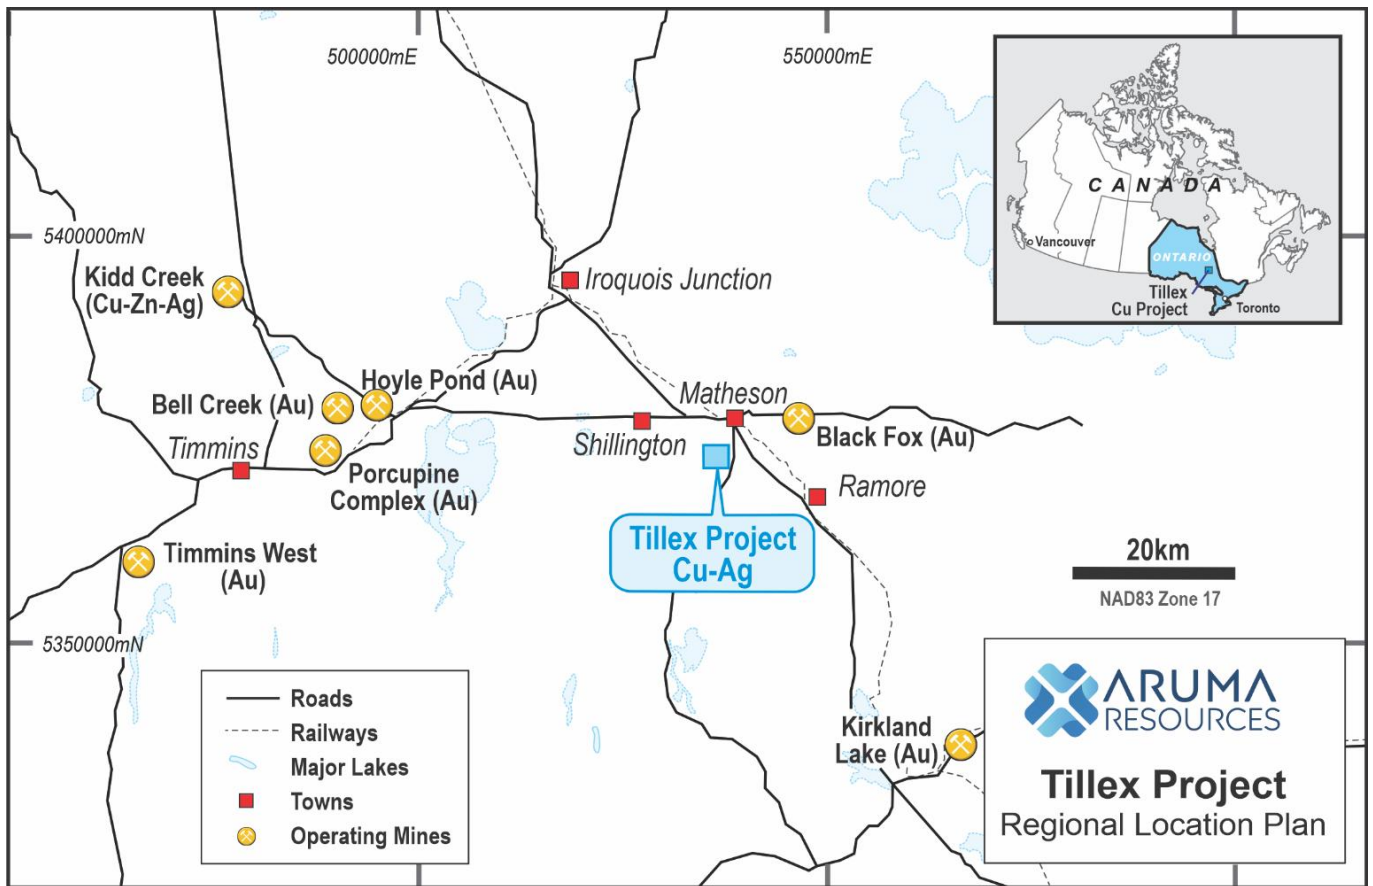 500000mE
550000mE
5400000mN
5350000mN
CANADA
Vancouver
ONTARIO
Tillex
Cu Project
Toronto
Kidd Creek
(Cu-Zn-Ag)
Iroquois Junction
Hoyle Pond (Au)
Bell Creek (Au)
Matheson
Timmins
Shillington
Black Fox (Au)
Porcupine
Complex (Au)
Ramore
Tillex Project
Cu-Ag
Timmins West
(Au)
20km
NAD83 Zone 17
Kirkland
Lake (Au)
Roads
Railways
Major Lakes
Towns
Operating Mines
ARUMA
RESOURCES
Tillex Project
Regional Location Plan